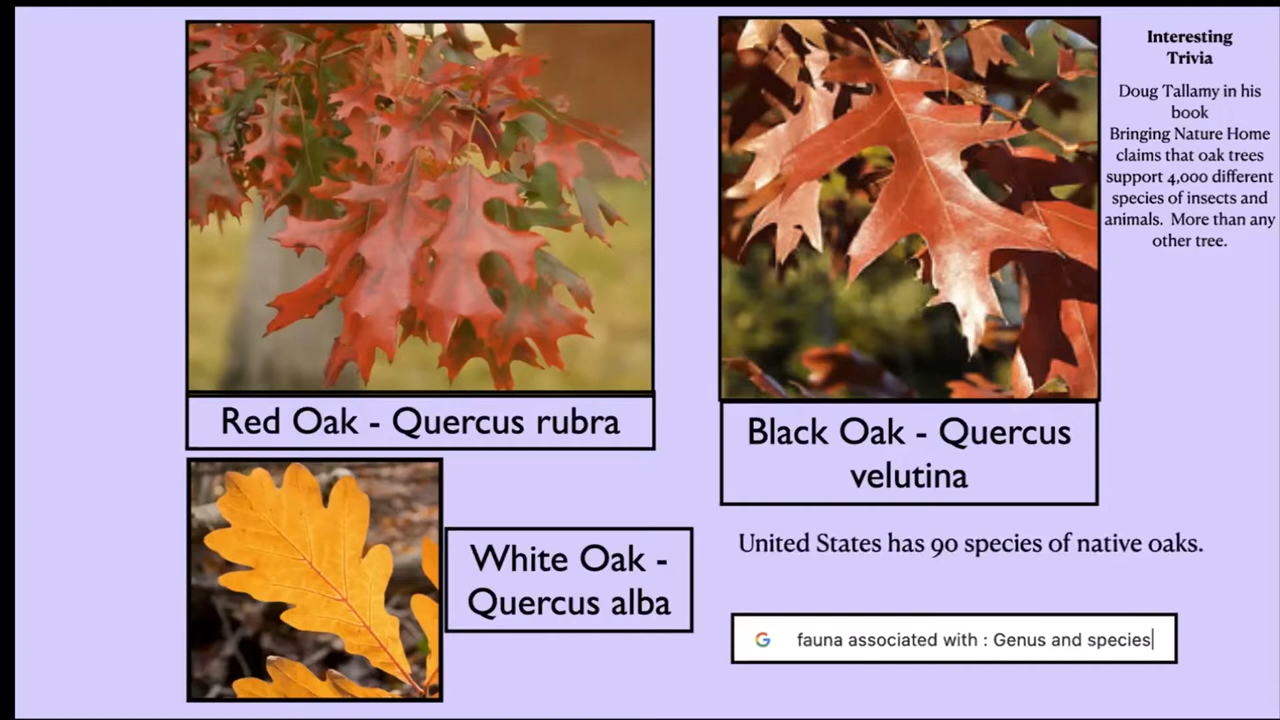 Interesting
Trivia
Doug Tallamy in his
book
Bringing Nature Home
claims that oak trees
support 4,000 different
species of insects and
animals. More than any
other tree.
Red Oak - Quercus rubra
Black Oak - Quercus
velutina
White Oak -
Quercus alba
United States has 90 species of native oaks.
fauna associated with : Genus and species